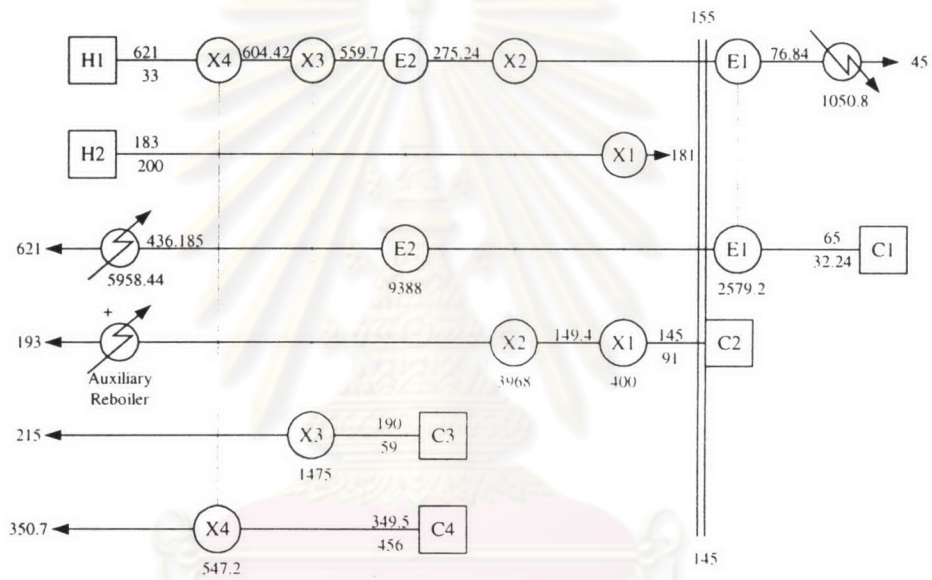 155
H1 621 X4 604.42 X3 559.7 E2 275.24 X2 E1 76.84 45
33 1050.8
H2 183 X1 181
200
621 436.185 E2 E1 65 C1
5958.44 9388 2579.2 32.24
+
193 X2 149.4 X1 145 C2
3968 400 91
Auxiliary
Reboiler
215 X3 190 C3
1475 59
350.7 X4 349.5 C4
547.2 456
145